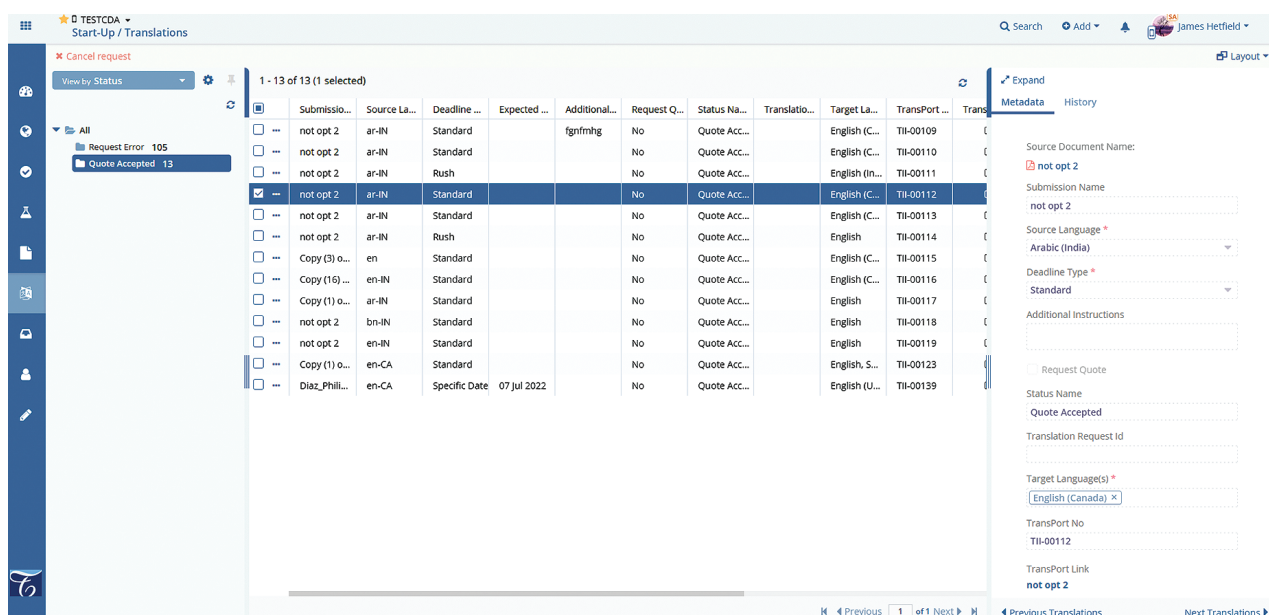 TESTCDA
Start-Up / Translations
Search
Add
SA
James Hetfield
Cancel request
Layout
View by Status
All
Request Error 105
Quote Accepted 13
1 - 13 of 13 (1 selected)
Submissio... Source La... Deadline ... Expected ... Additional... Request Q... Status Na... Translatio... Target La... TransPort ... Trans
not opt 2 ar-IN Standard fgnfmhg No Quote Acc... English (C... TII-00109
not opt 2 ar-IN Standard No Quote Acc... English (C... TII-00110
not opt 2 ar-IN Rush No Quote Acc... English (In... TII-00111
not opt 2 ar-IN Standard No Quote Acc... English (C... TII-00112
not opt 2 ar-IN Standard No Quote Acc... English (C... TII-00113
not opt 2 ar-IN Rush No Quote Acc... English TII-00114
Copy (3) o... en Standard No Quote Acc... English (C... TII-00115
Copy (16) ... en-IN Standard No Quote Acc... English (C... TII-00116
Copy (1) o... ar-IN Standard No Quote Acc... English TII-00117
not opt 2 bn-IN Standard No Quote Acc... English TII-00118
not opt 2 en-IN Standard No Quote Acc... English TII-00119
Copy (1) o... en-CA Standard No Quote Acc... English, S... TII-00123
Diaz_Phili... en-CA Specific Date 07 Jul 2022 No Quote Acc... English (U... TII-00139
Previous 1 of 1 Next
Expand
Metadata History
Source Document Name:
not opt 2
Submission Name
not opt 2
Source Language *
Arabic (India)
Deadline Type *
Standard
Additional Instructions
Request Quote
Status Name
Quote Accepted
Translation Request Id
Target Language(s) *
English (Canada) ×
TransPort No
TII-00112
TransPort Link
not opt 2
Previous Translations Next Translations